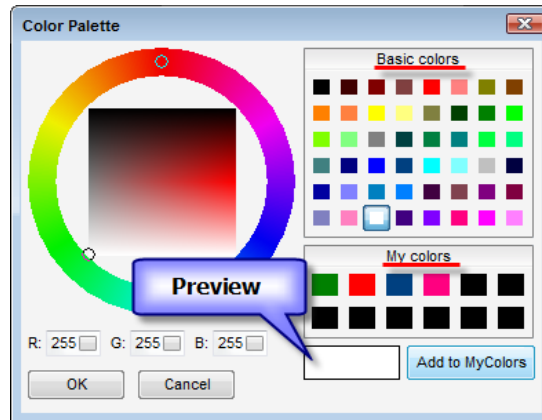 Color Palette
Basic colors
My colors
Preview
R: 255 G: 255 B: 255
Add to MyColors
OK Cancel